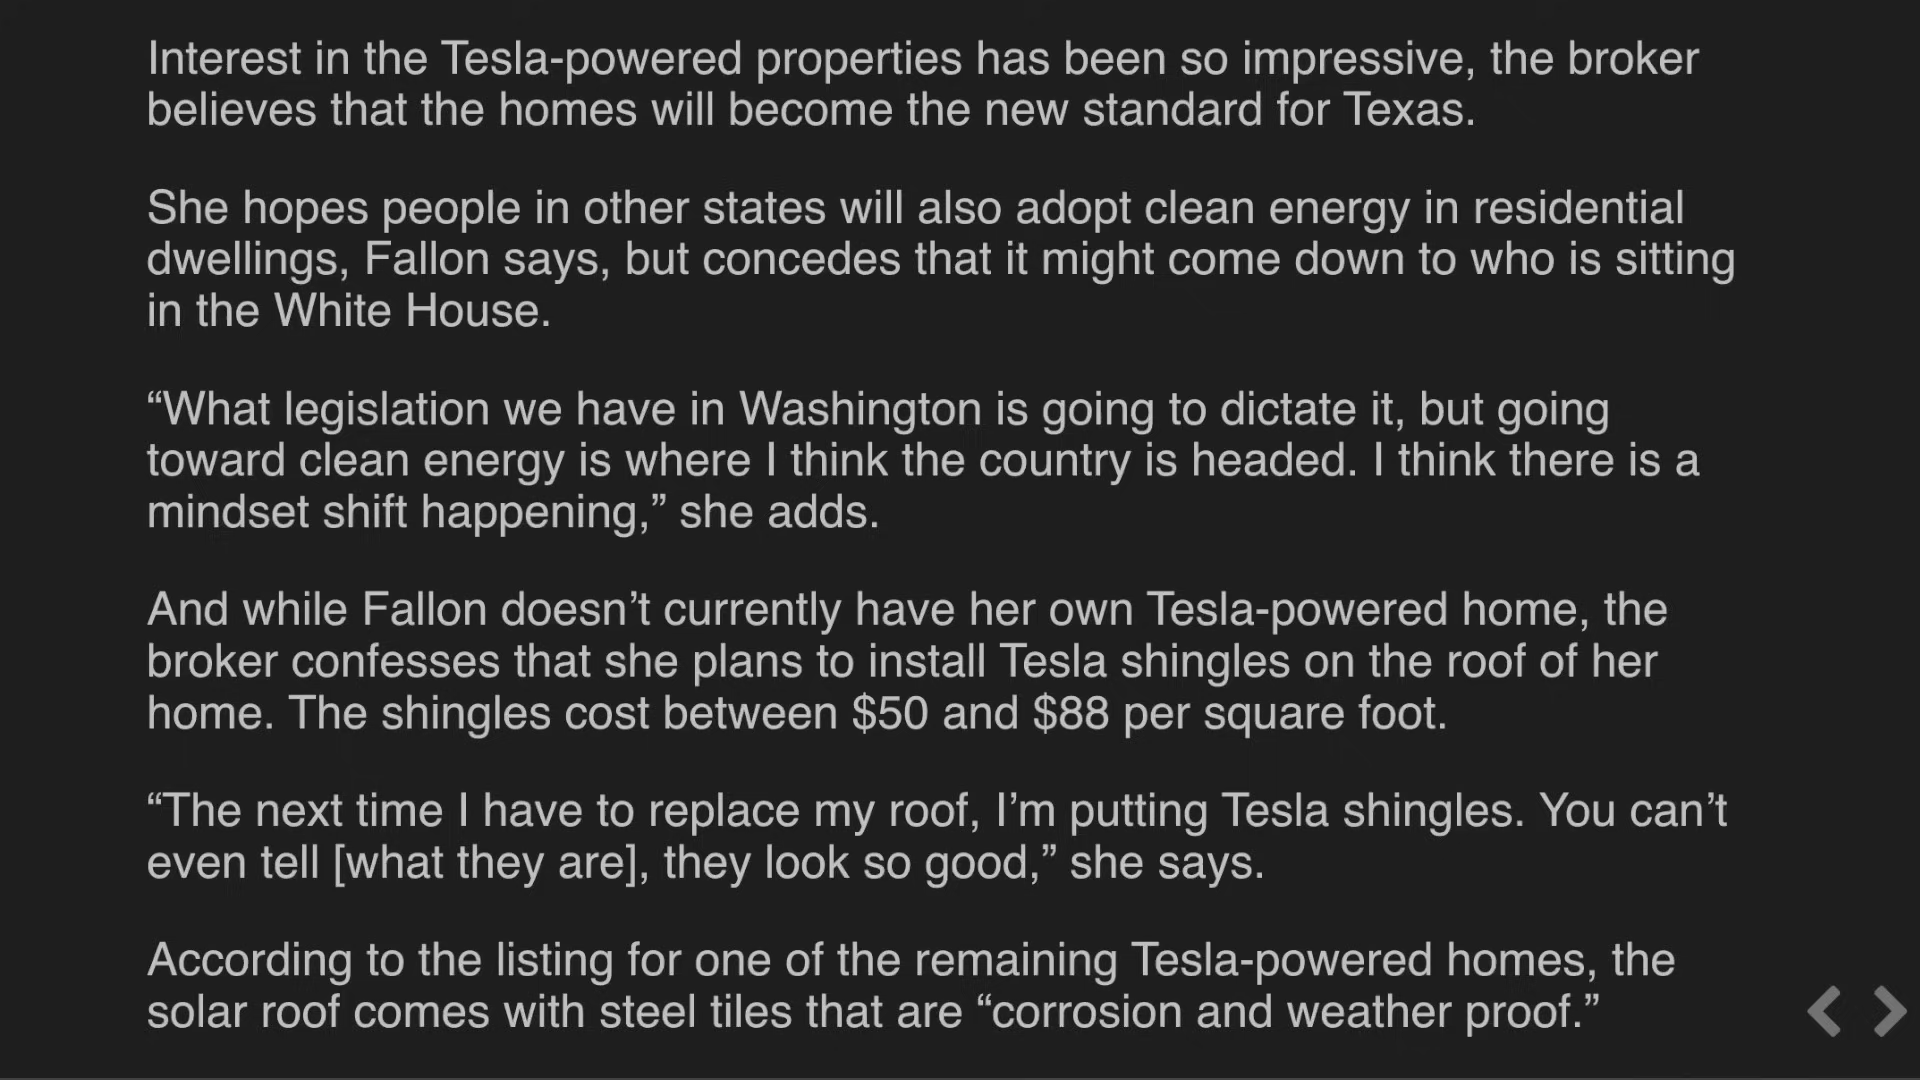 Interest in the Tesla-powered properties has been so impressive, the broker
believes that the homes will become the new standard for Texas.
She hopes people in other states will also adopt clean energy in residential
dwellings, Fallon says, but concedes that it might come down to who is sitting
in the White House.
“What legislation we have in Washington is going to dictate it, but going
toward clean energy is where I think the country is headed. I think there is a
mindset shift happening,” she adds.
And while Fallon doesn’t currently have her own Tesla-powered home, the
broker confesses that she plans to install Tesla shingles on the roof of her
home. The shingles cost between $50 and $88 per square foot.
“The next time I have to replace my roof, I’m putting Tesla shingles. You can’t
even tell [what they are], they look so good,” she says.
According to the listing for one of the remaining Tesla-powered homes, the
solar roof comes with steel tiles that are “corrosion and weather proof.”